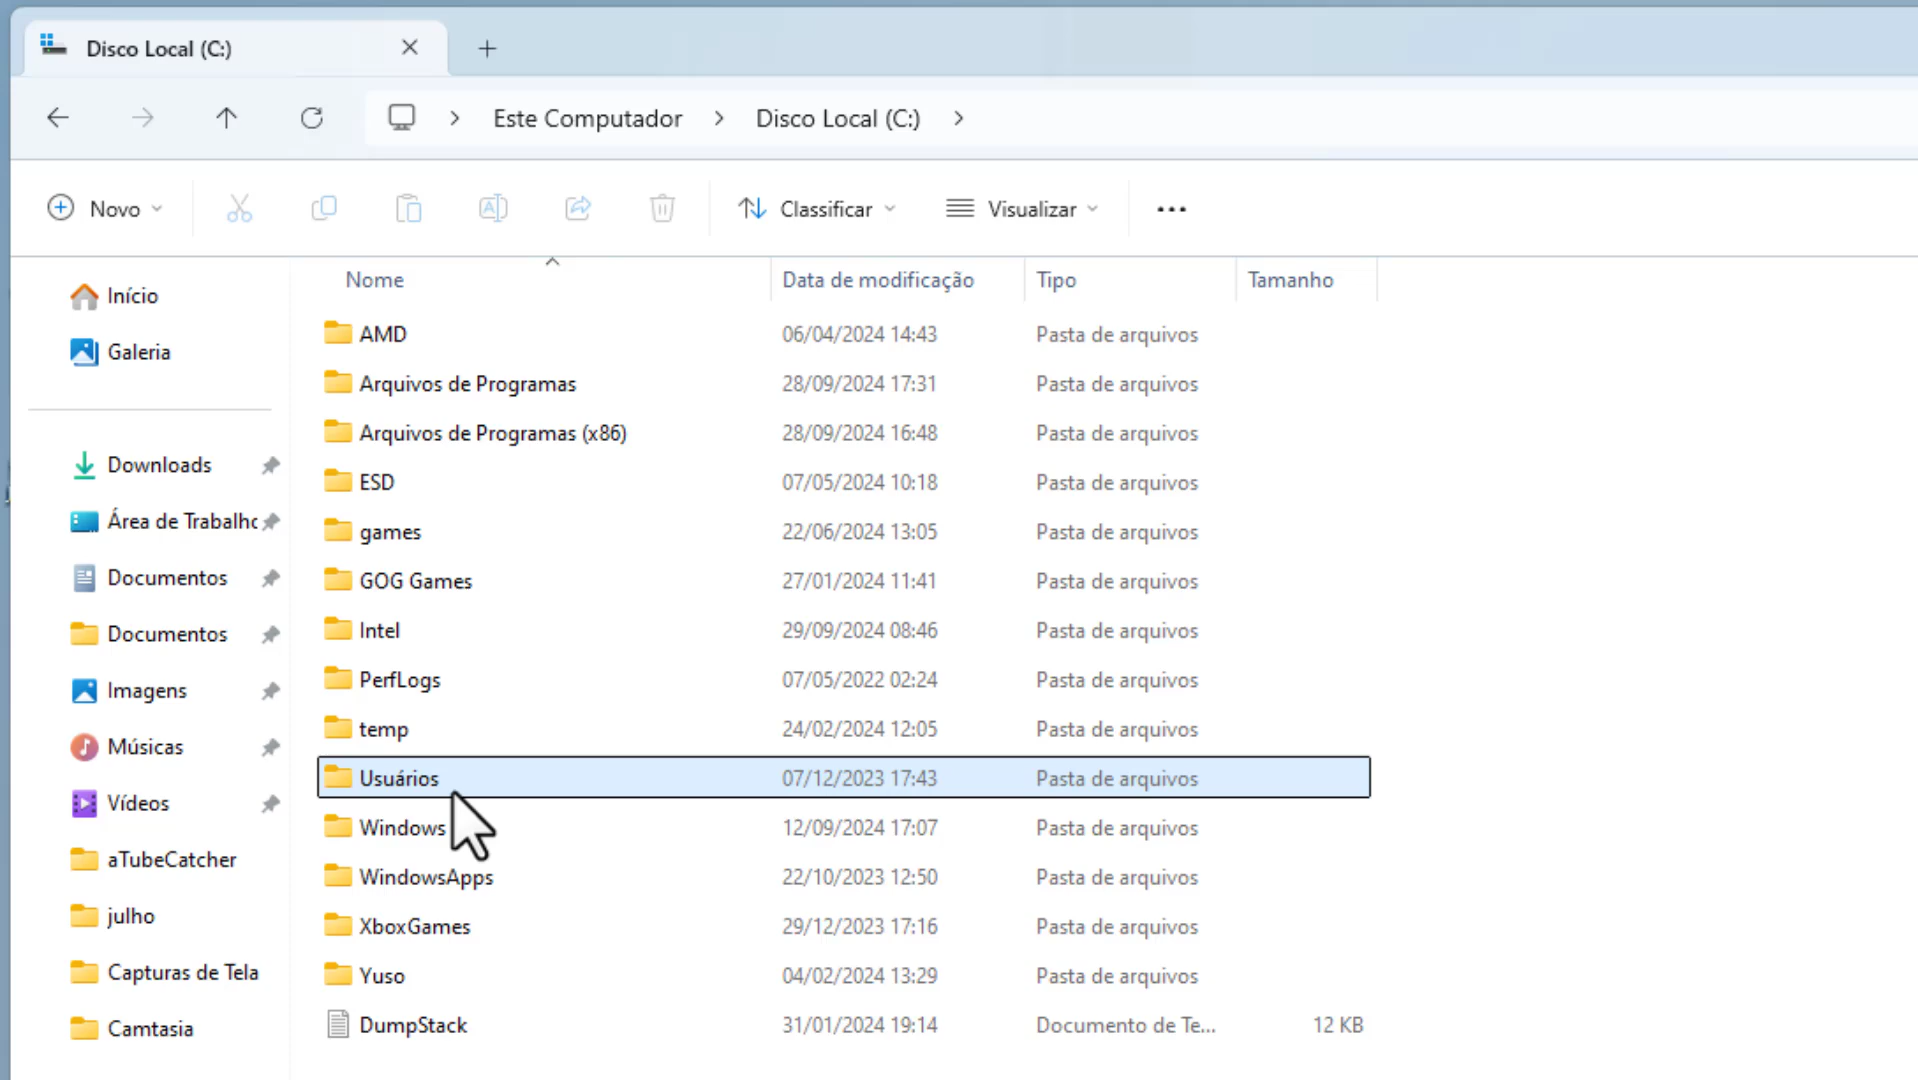 Disco Local (C:)
Este Computador > Disco Local (C:) >
Novo Classificar Visualizar ...
Nome Data de modificação Tipo Tamanho
Início
Galeria
Downloads
Área de Trabalho
Documentos
Documentos
Imagens
Músicas
Vídeos
aTubeCatcher
julho
Capturas de Tela
Camtasia
AMD 06/04/2024 14:43 Pasta de arquivos
Arquivos de Programas 28/09/2024 17:31 Pasta de arquivos
Arquivos de Programas (x86) 28/09/2024 16:48 Pasta de arquivos
ESD 07/05/2024 10:18 Pasta de arquivos
games 22/06/2024 13:05 Pasta de arquivos
GOG Games 27/01/2024 11:41 Pasta de arquivos
Intel 29/09/2024 08:46 Pasta de arquivos
PerfLogs 07/05/2022 02:24 Pasta de arquivos
temp 24/02/2024 12:05 Pasta de arquivos
Usuários 07/12/2023 17:43 Pasta de arquivos
Windows 12/09/2024 17:07 Pasta de arquivos
WindowsApps 22/10/2023 12:50 Pasta de arquivos
XboxGames 29/12/2023 17:16 Pasta de arquivos
Yuso 04/02/2024 13:29 Pasta de arquivos
DumpStack 31/01/2024 19:14 Documento de Te... 12 KB